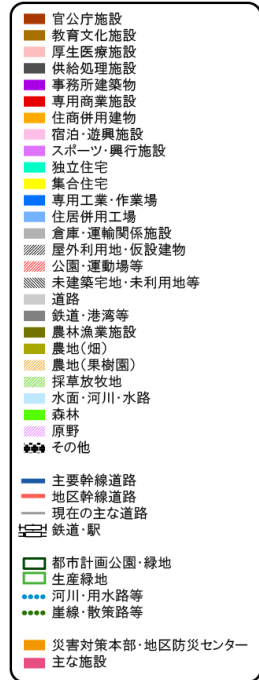 官公庁施設
教育文化施設
厚生医療施設
供給処理施設
事務所建築物
専用商業施設
住商併用建物
宿泊･遊興施設
スポーツ･興行施設
独立住宅
集合住宅
専用工業･作業場
住居併用工場
倉庫･運輸関係施設
屋外利用地･仮設建物
公園･運動場等
未建築宅地･未利用地等
道路
鉄道･港湾等
農林漁業施設
農地(畑)
農地(果樹園)
採草放牧地
水面･河川･水路
森林
原野
その他
主要幹線道路
地区幹線道路
現在の主な道路
鉄道･駅
都市計画公園･緑地
生産緑地
河川･用水路等
崖線･散策路等
災害対策本部･地区防災センター
主な施設